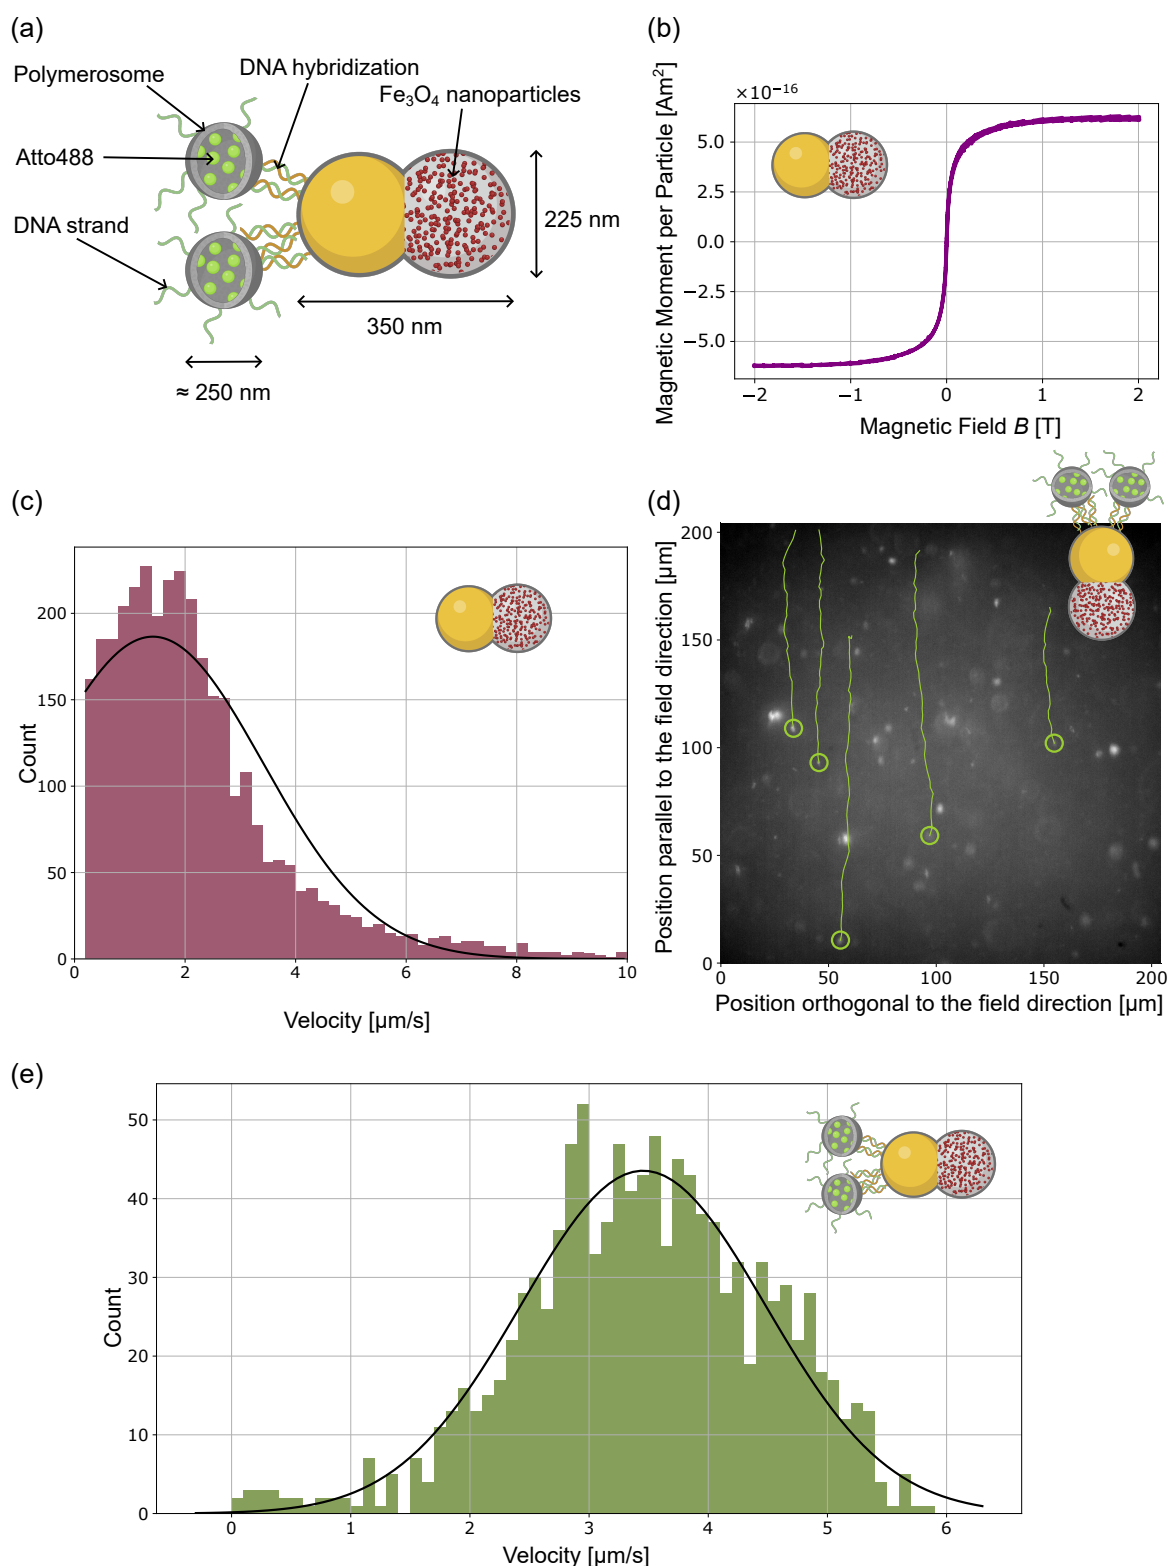 (a)
Polymerosome
DNA hybridization
Fe₃O₄ nanoparticles
Atto488
DNA strand
225 nm
350 nm
≈ 250 nm
(b)
×10⁻¹⁶
Magnetic Moment per Particle [Am²]
5.0
2.5
0.0
−2.5
−5.0
−2
−1
0
1
2
Magnetic Field B [T]
(c)
Count
200
150
100
50
0
0
2
4
6
8
10
Velocity [µm/s]
(d)
Position parallel to the field direction [µm]
200
150
100
50
0
0
50
100
150
200
Position orthogonal to the field direction [µm]
(e)
Count
50
40
30
20
10
0
0
1
2
3
4
5
6
Velocity [µm/s]